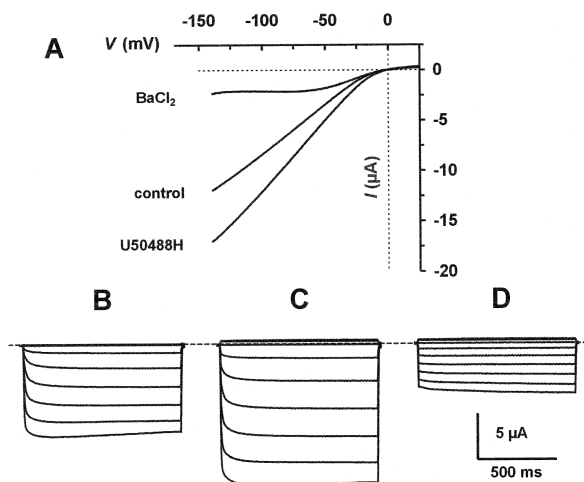 A
V (mV)
-150 -100 -50 0
0
-5
-10
-15
-20
I (µA)
BaCl₂
control
U50488H
B
C
D
5 µA
500 ms